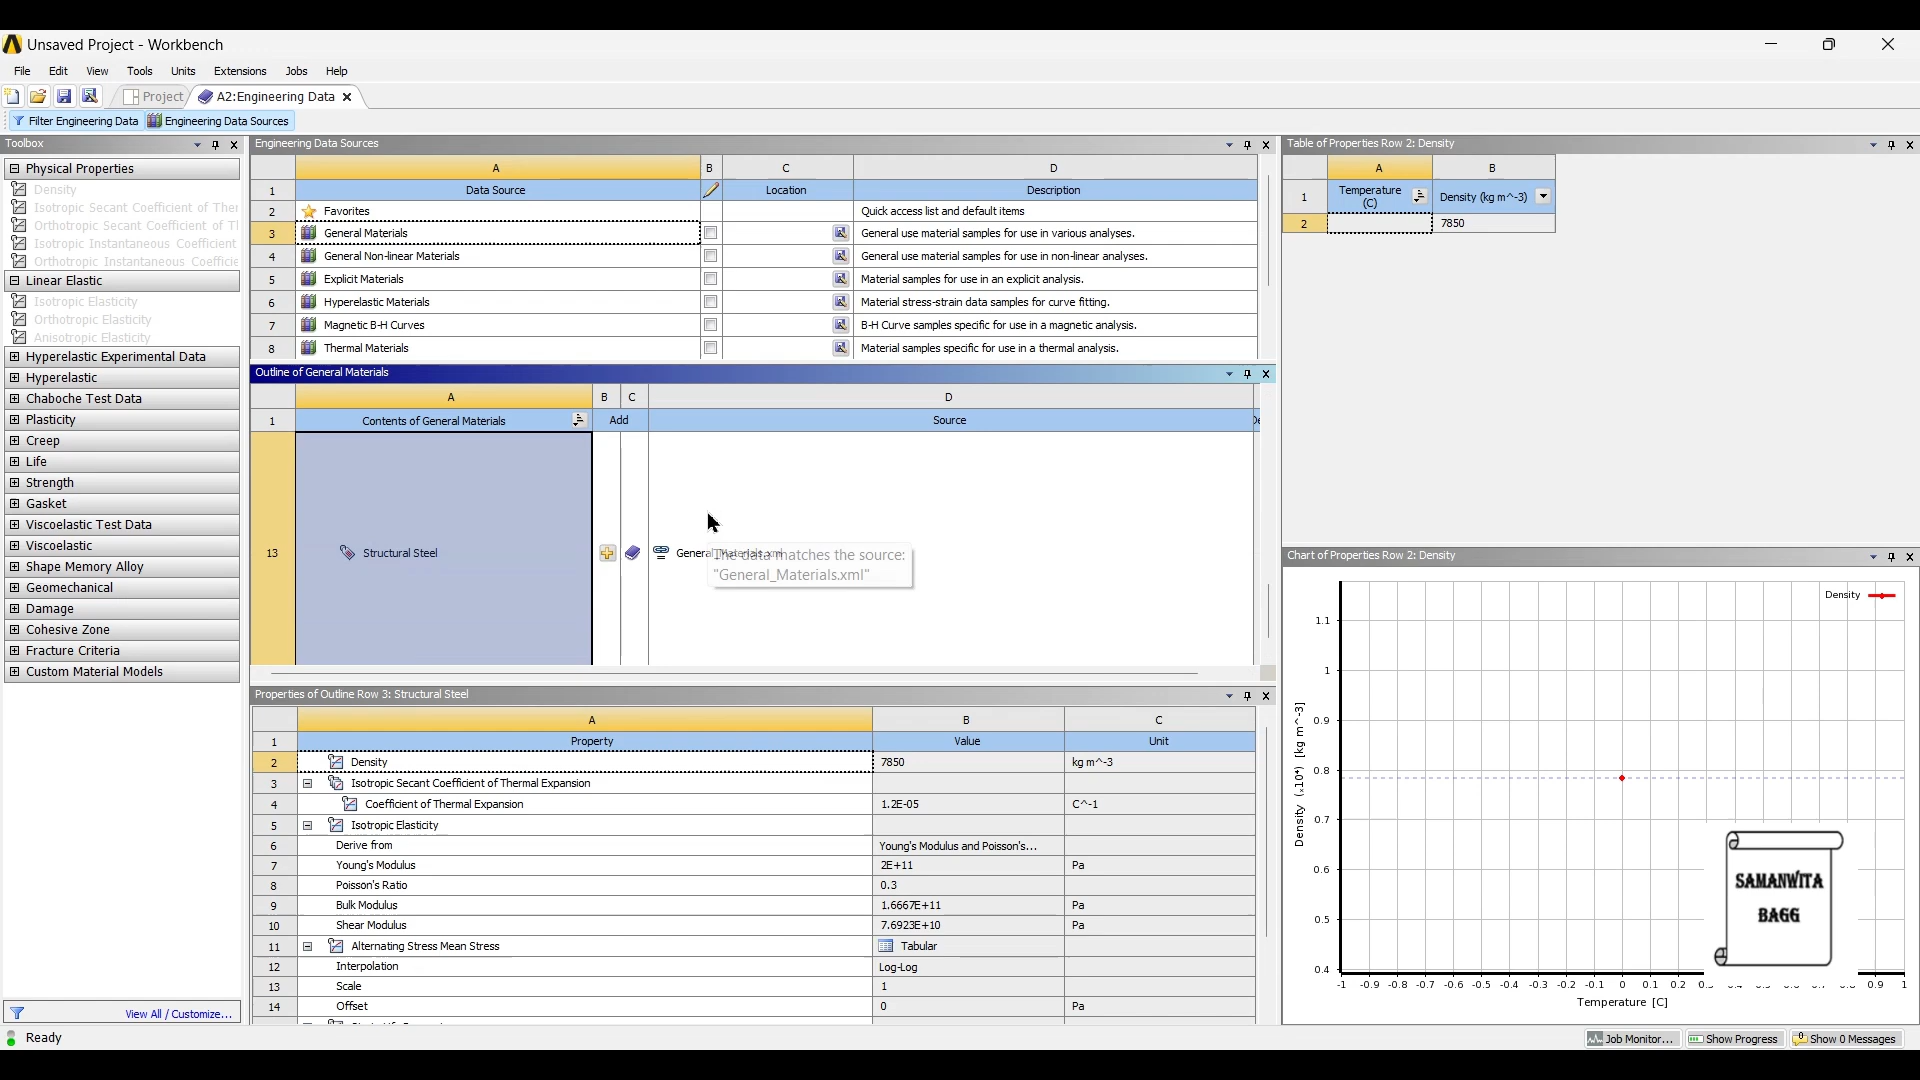 Unsaved Project - Workbench
File Edit View Tools Units Extensions Jobs Help
Project A2:Engineering Data
Filter Engineering Data Engineering Data Sources
Toolbox
Physical Properties
Density
Isotropic Secant Coefficient of Ther
Orthotropic Secant Coefficient of T
Isotropic Instantaneous Coefficient
Orthotropic Instantaneous Coefficie
Linear Elastic
Isotropic Elasticity
Orthotropic Elasticity
Anisotropic Elasticity
Hyperelastic Experimental Data
Hyperelastic
Chaboche Test Data
Plasticity
Creep
Life
Strength
Gasket
Viscoelastic Test Data
Viscoelastic
Shape Memory Alloy
Geomechanical
Damage
Cohesive Zone
Fracture Criteria
Custom Material Models
View All / Customize...
Engineering Data Sources
A B C D
1 Data Source Location Description
2 Favorites Quick access list and default items
3 General Materials General use material samples for use in various analyses.
4 General Non-linear Materials General use material samples for use in non-linear analyses.
5 Explicit Materials Material samples for use in an explicit analysis.
6 Hyperelastic Materials Material stress-strain data samples for curve fitting.
7 Magnetic B-H Curves B-H Curve samples specific for use in a magnetic analysis.
8 Thermal Materials Material samples specific for use in a thermal analysis.
Outline of General Materials
A B C D
1 Contents of General Materials Add Source
13 Structural Steel
The data matches the source:
"General_Materials.xml"
Properties of Outline Row 3: Structural Steel
A B C
1 Property Value Unit
2 Density 7850 kg m^-3
3 Isotropic Secant Coefficient of Thermal Expansion
4 Coefficient of Thermal Expansion 1.2E-05 C^-1
5 Isotropic Elasticity
6 Derive from Young's Modulus and Poisson's...
7 Young's Modulus 2E+11 Pa
8 Poisson's Ratio 0.3
9 Bulk Modulus 1.6667E+11 Pa
10 Shear Modulus 7.6923E+10 Pa
11 Alternating Stress Mean Stress Tabular
12 Interpolation Log-Log
13 Scale 1
14 Offset 0 Pa
Table of Properties Row 2: Density
A B
1 Temperature (C) Density (kg m^-3)
2 7850
Chart of Properties Row 2: Density
Density
1.1
1
0.9
0.8
0.7
0.6
0.5
0.4
Density (x10⁴) [kg m^-3]
-1 -0.9 -0.8 -0.7 -0.6 -0.5 -0.4 -0.3 -0.2 -0.1 0 0.1 0.2 0.9 1
Temperature [C]
SAMANWITA
BAGG
Ready
Job Monitor... Show Progress Show 0 Messages